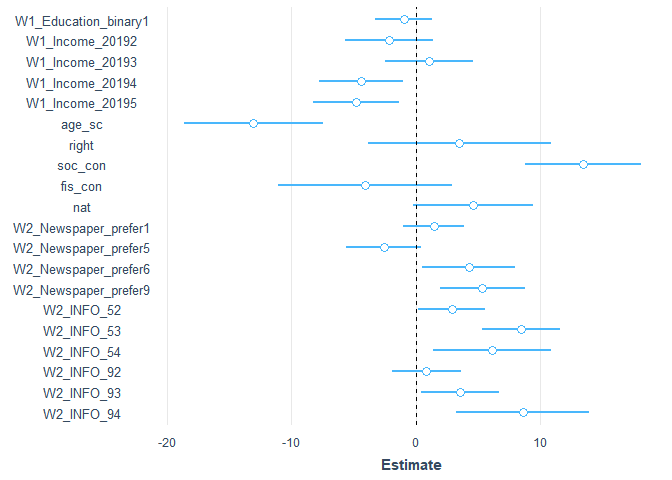 W1_Education_binary1
W1_Income_20192
W1_Income_20193
W1_Income_20194
W1_Income_20195
age_sc
right
soc_con
fis_con
nat
W2_Newspaper_prefer1
W2_Newspaper_prefer5
W2_Newspaper_prefer6
W2_Newspaper_prefer9
W2_INFO_52
W2_INFO_53
W2_INFO_54
W2_INFO_92
W2_INFO_93
W2_INFO_94
-20 -10 0 10
Estimate